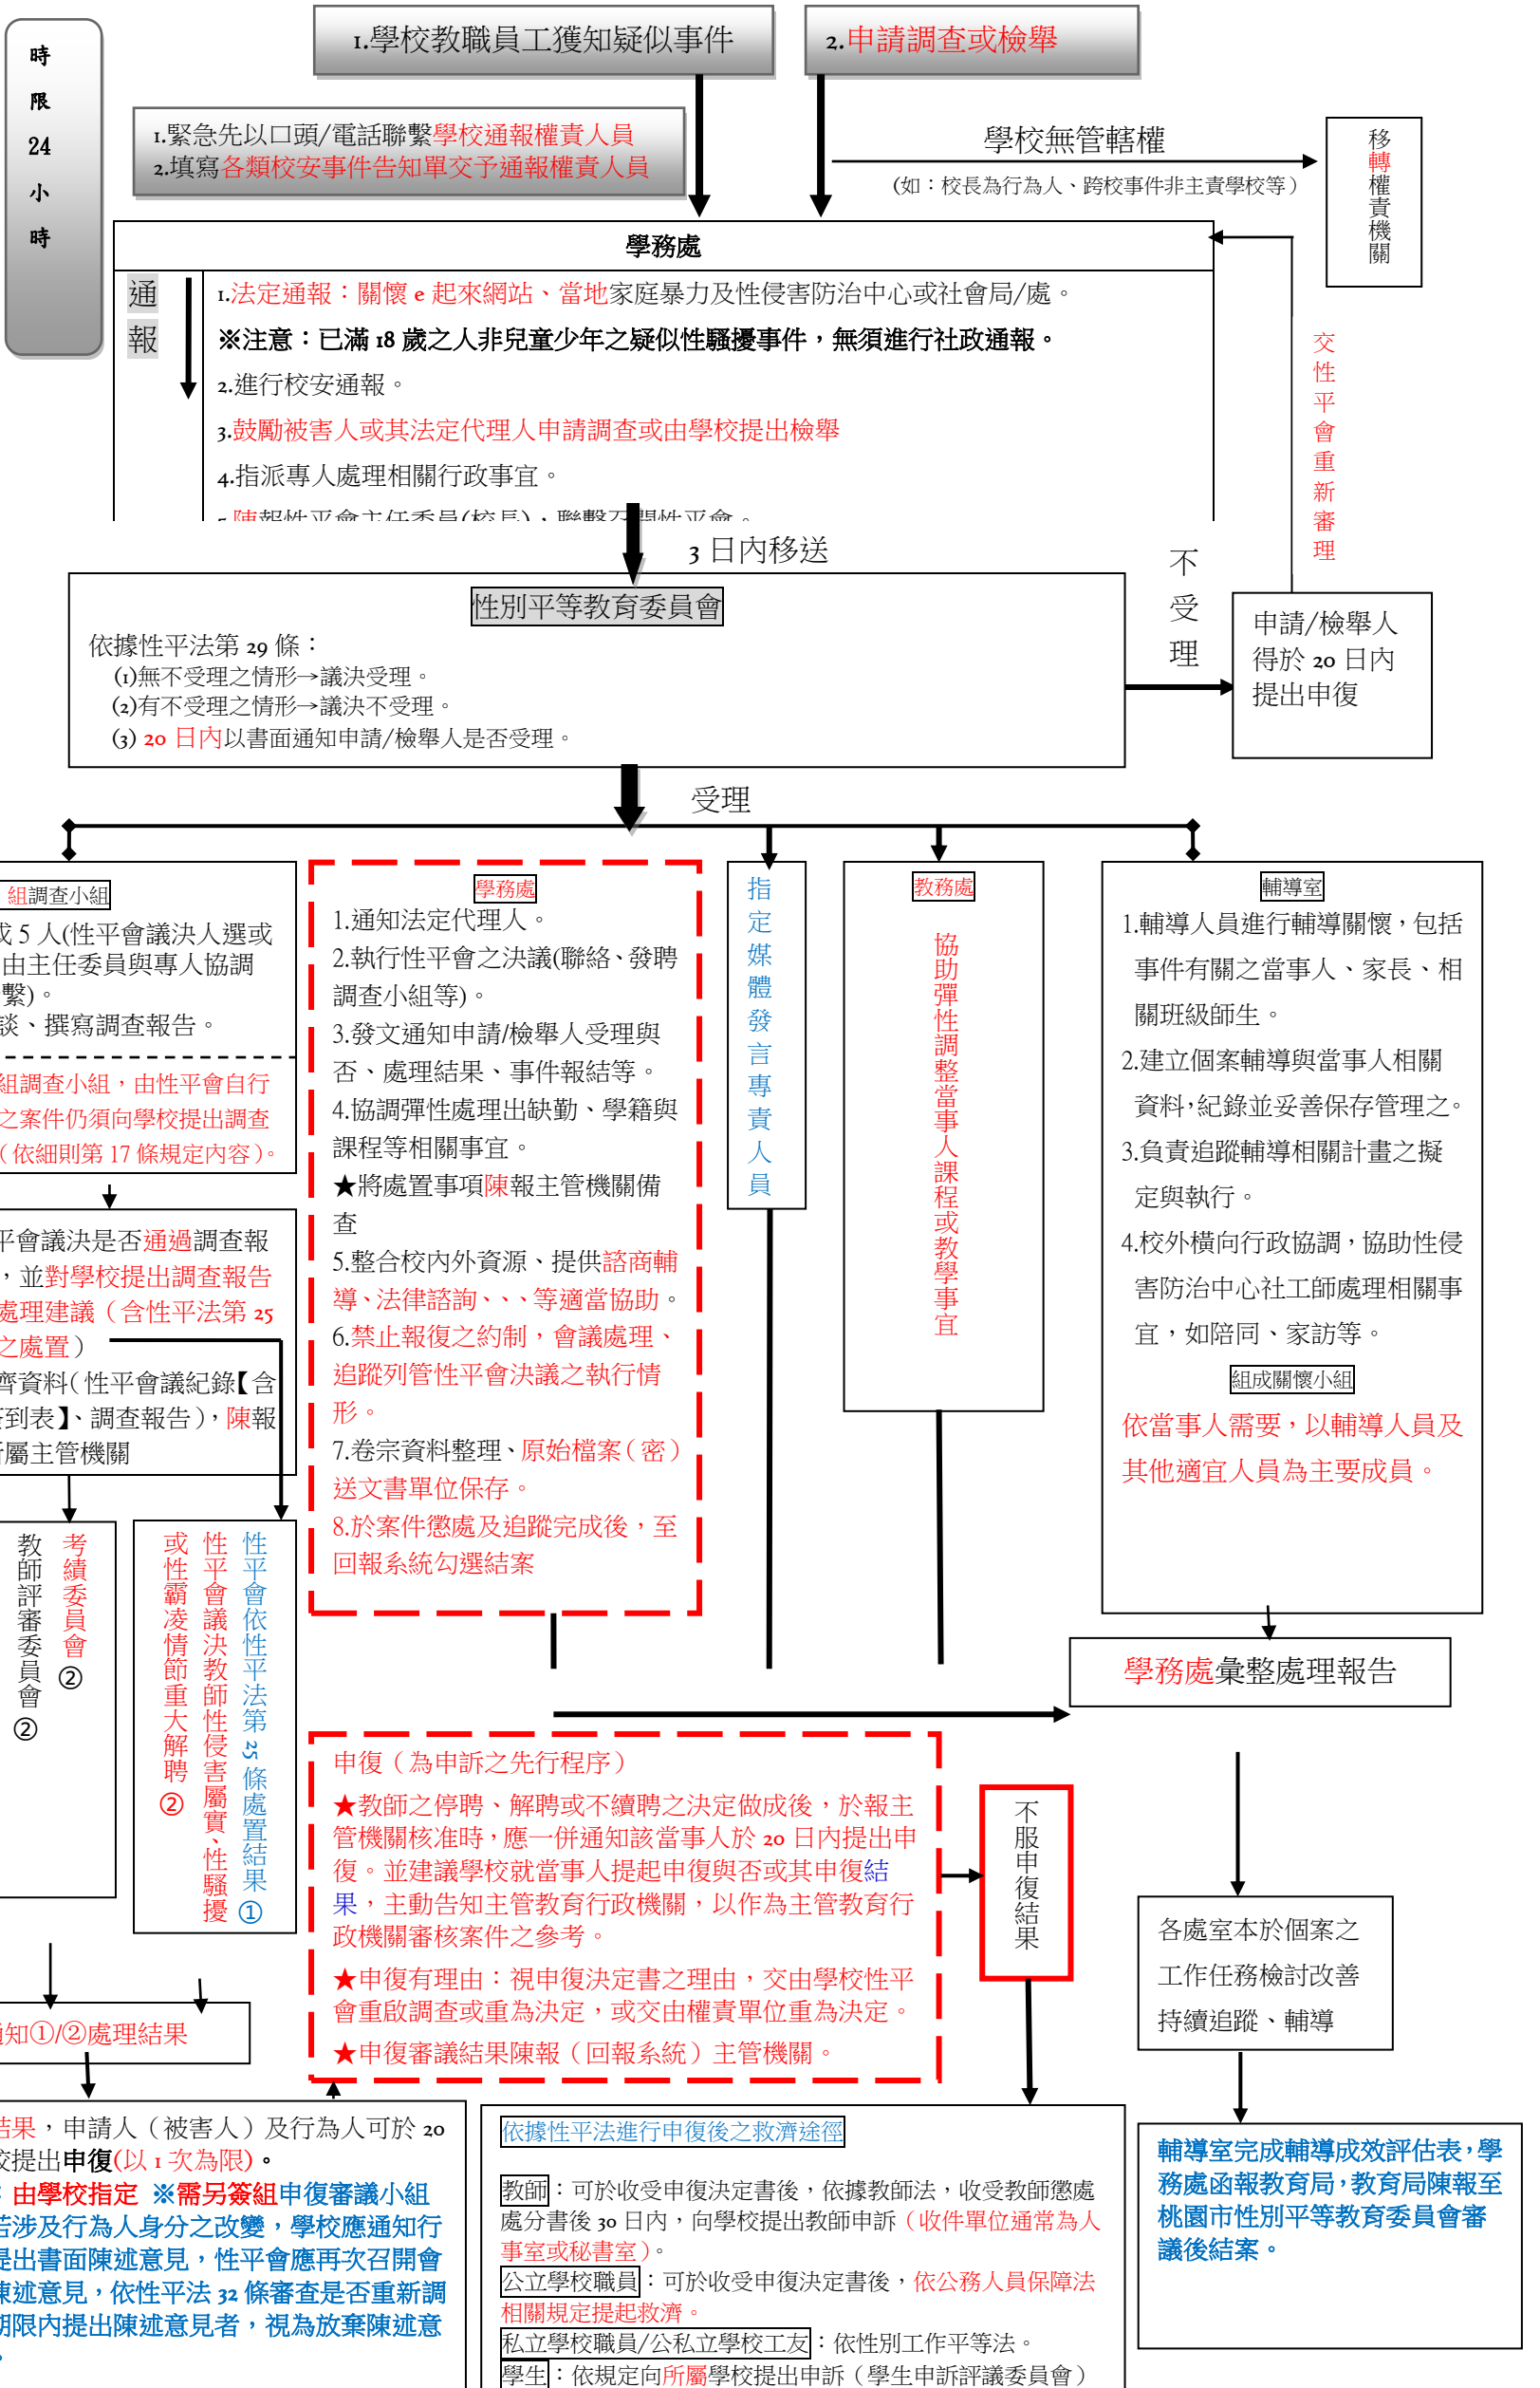 時
限
24
小
時
1.學校教職員工獲知疑似事件
2.申請調查或檢舉
1.緊急先以口頭/電話聯繫學校通報權責人員
2.填寫各類校安事件告知單交予通報權責人員
學校無管轄權
(如：校長為行為人、跨校事件非主責學校等)
移轉權責機關
學務處
通
報
1.法定通報：關懷 e 起來網站、當地家庭暴力及性侵害防治中心或社會局/處。
※注意：已滿 18 歲之人非兒童少年之疑似性騷擾事件，無須進行社政通報。
2.進行校安通報。
3.鼓勵被害人或其法定代理人申請調查或由學校提出檢舉
4.指派專人處理相關行政事宜。
5.陳報性平會主任委員(校長)，聯繫召開性平會。
交性平會重新審理
3 日內移送
不受理
性別平等教育委員會
依據性平法第 29 條：
(1)無不受理之情形→議決受理。
(2)有不受理之情形→議決不受理。
(3) 20 日內以書面通知申請/檢舉人是否受理。
申請/檢舉人
得於 20 日內
提出申復
受理
組調查小組
或 5 人(性平會議決人選或
由主任委員與專人協調
繫)。
談、撰寫調查報告。
組調查小組，由性平會自行
之案件仍須向學校提出調查
（依細則第 17 條規定內容）。
平會議決是否通過調查報
，並對學校提出調查報告
處理建議（含性平法第 25
之處置）
齊資料（性平會議紀錄【含
簽到表】、調查報告），陳報
所屬主管機關
考績委員會②
教師評審委員會②
性平會依性平法第 25 條處置結果①
性平會議決教師性侵害屬實、性騷擾
或性霸凌情節重大解聘②
通知①/②處理結果
學務處
1.通知法定代理人。
2.執行性平會之決議(聯絡、發聘
調查小組等)。
3.發文通知申請/檢舉人受理與
否、處理結果、事件報結等。
4.協調彈性處理出缺勤、學籍與
課程等相關事宜。
★將處置事項陳報主管機關備
查
5.整合校內外資源、提供諮商輔
導、法律諮詢、、、等適當協助。
6.禁止報復之約制，會議處理、
追蹤列管性平會決議之執行情
形。
7.卷宗資料整理、原始檔案（密）
送文書單位保存。
8.於案件懲處及追蹤完成後，至
回報系統勾選結案
指定媒體發言專責人員
教務處
協助彈性調整當事人課程或教學事宜
輔導室
1.輔導人員進行輔導關懷，包括
事件有關之當事人、家長、相
關班級師生。
2.建立個案輔導與當事人相關
資料，紀錄並妥善保存管理之。
3.負責追蹤輔導相關計畫之擬
定與執行。
4.校外橫向行政協調，協助性侵
害防治中心社工師處理相關事
宜，如陪同、家訪等。
組成關懷小組
依當事人需要，以輔導人員及
其他適宜人員為主要成員。
學務處彙整處理報告
申復（為申訴之先行程序）
★教師之停聘、解聘或不續聘之決定做成後，於報主
管機關核准時，應一併通知該當事人於 20 日內提出申
復。並建議學校就當事人提起申復與否或其申復結
果，主動告知主管教育行政機關，以作為主管教育行
政機關審核案件之參考。
★申復有理由：視申復決定書之理由，交由學校性平
會重啟調查或重為決定，或交由權責單位重為決定。
★申復審議結果陳報（回報系統）主管機關。
不服申復結果
各處室本於個案之
工作任務檢討改善
持續追蹤、輔導
結果，申請人（被害人）及行為人可於 20
校提出申復(以 1 次為限)。
：由學校指定 ※需另簽組申復審議小組
若涉及行為人身分之改變，學校應通知行
提出書面陳述意見，性平會應再次召開會
陳述意見，依性平法 32 條審查是否重新調
期限內提出陳述意見者，視為放棄陳述意
。
依據性平法進行申復後之救濟途徑
教師：可於收受申復決定書後，依據教師法，收受教師懲處
處分書後 30 日內，向學校提出教師申訴（收件單位通常為人
事室或秘書室）。
公立學校職員：可於收受申復決定書後，依公務人員保障法
相關規定提起救濟。
私立學校職員/公私立學校工友：依性別工作平等法。
學生：依規定向所屬學校提出申訴（學生申訴評議委員會）
輔導室完成輔導成效評估表，學
務處函報教育局，教育局陳報至
桃園市性別平等教育委員會審
議後結案。